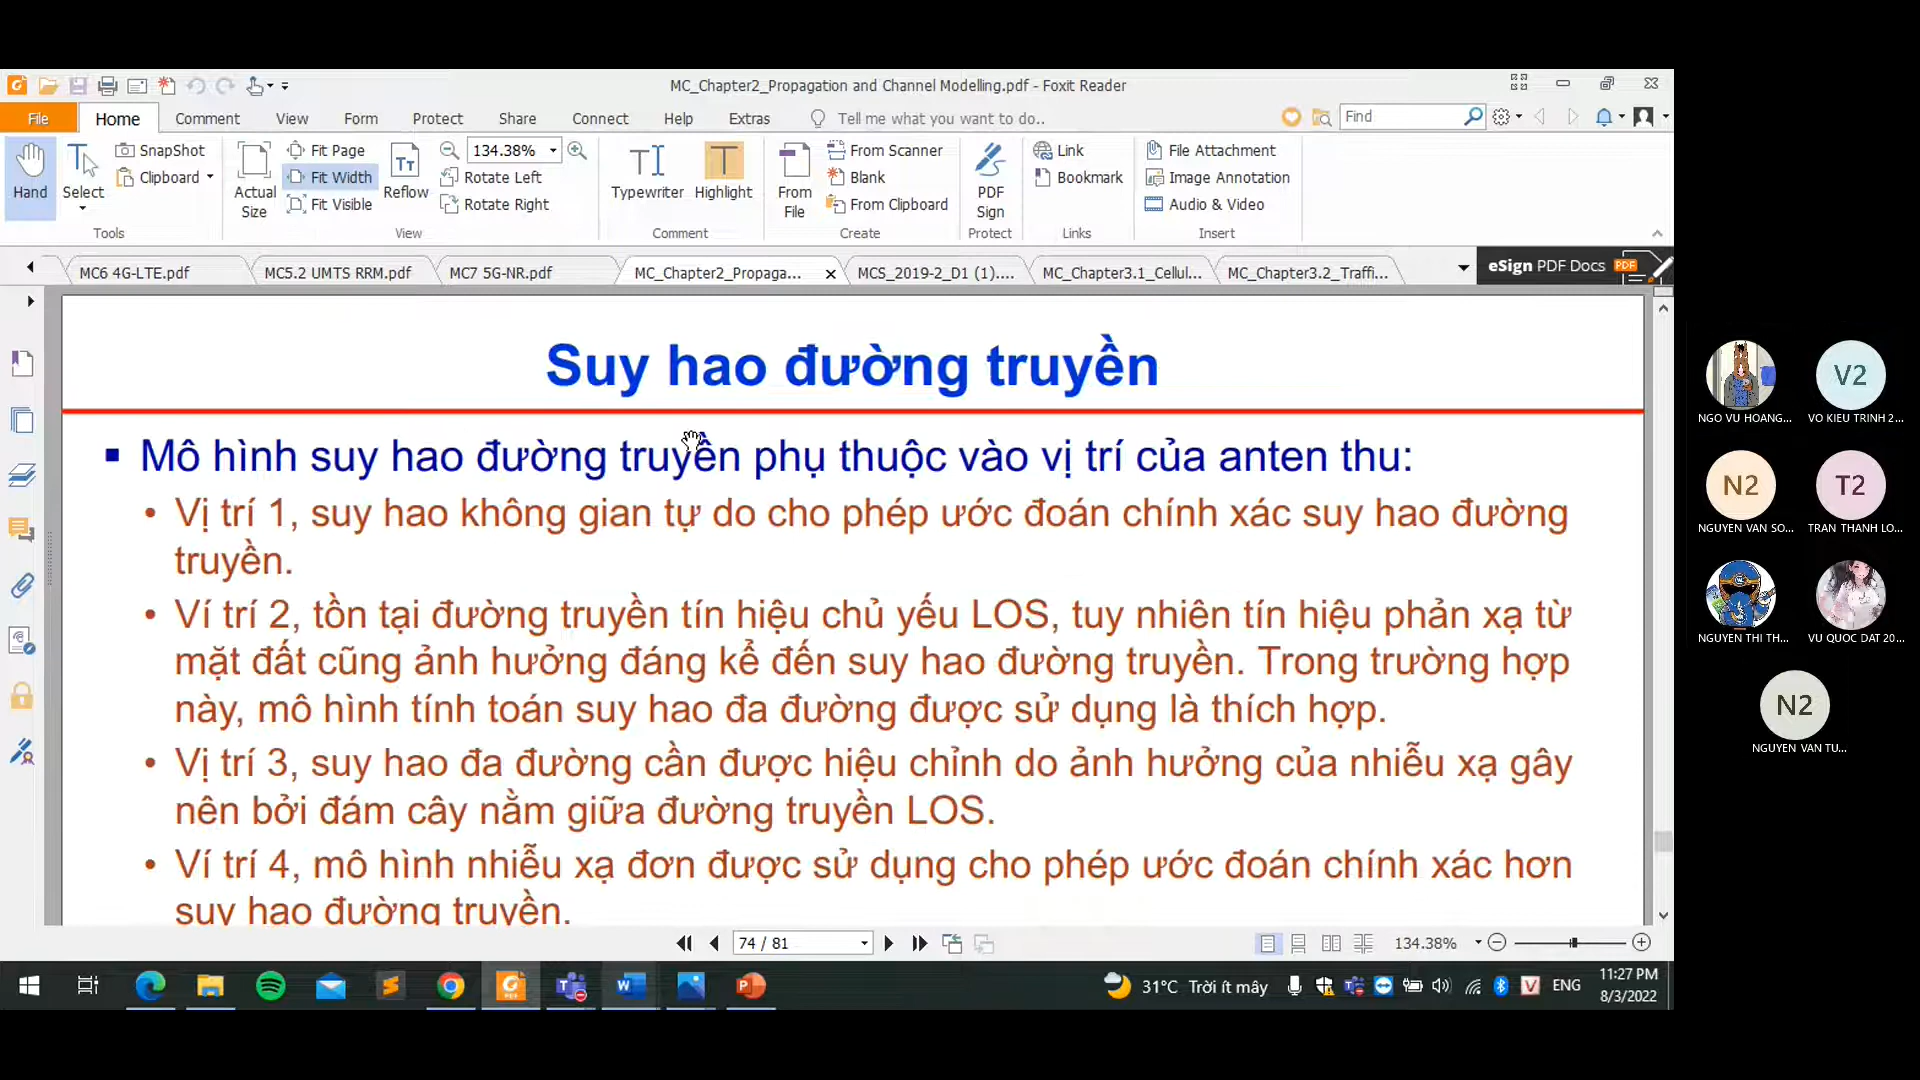 MC_Chapter2_Propagation and Channel Modelling.pdf - Foxit Reader
File Home Comment View Form Protect Share Connect Help Extras Tell me what you want to do.. Find
Hand
Select
SnapShot
Clipboard
Tools
Actual Size
Fit Page
Fit Width
Fit Visible
Reflow
134.38%
Rotate Left
Rotate Right
View
Typewriter
Highlight
Comment
From File
From Scanner
Blank
From Clipboard
Create
PDF Sign
Protect
Link
Bookmark
Links
File Attachment
Image Annotation
Audio & Video
Insert
MC6 4G-LTE.pdf MC5.2 UMTS RRM.pdf MC7 5G-NR.pdf MC_Chapter2_Propaga... MCS_2019-2_D1 (1).... MC_Chapter3.1_Cellul... MC_Chapter3.2_Traffi... eSign PDF Docs PDF
Suy hao đường truyền
▪ Mô hình suy hao đường truyền phụ thuộc vào vị trí của anten thu:
• Vị trí 1, suy hao không gian tự do cho phép ước đoán chính xác suy hao đường
truyền.
• Ví trí 2, tồn tại đường truyền tín hiệu chủ yếu LOS, tuy nhiên tín hiệu phản xạ từ
mặt đất cũng ảnh hưởng đáng kể đến suy hao đường truyền. Trong trường hợp
này, mô hình tính toán suy hao đa đường được sử dụng là thích hợp.
• Vị trí 3, suy hao đa đường cần được hiệu chỉnh do ảnh hưởng của nhiễu xạ gây
nên bởi đám cây nằm giữa đường truyền LOS.
• Ví trí 4, mô hình nhiễu xạ đơn được sử dụng cho phép ước đoán chính xác hơn
suy hao đường truyền.
74 / 81
134.38%
31°C Trời ít mây
ENG
11:27 PM
8/3/2022
V2
NGO VU HOANG... VO KIEU TRINH 2...
N2 T2
NGUYEN VAN SO... TRAN THANH LO...
NGUYEN THI TH... VU QUOC DAT 20...
N2
NGUYEN VAN TU...